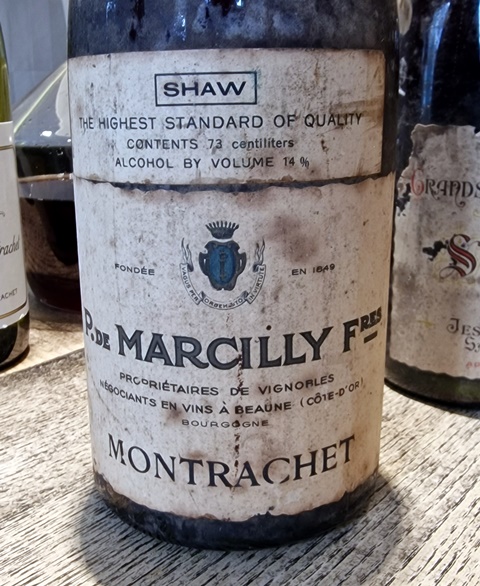 SHAW
THE HIGHEST STANDARD OF QUALITY
CONTENTS 73 centiliters
ALCOHOL BY VOLUME 14%
FONDÉE
EN 1849
P. DE MARCILLY FRES
PROPRIÉTAIRES DE VIGNOBLES
NÉGOCIANTS EN VINS À BEAUNE (CÔTE-D'OR)
BOURGOGNE
MONTRACHET
GRANDS